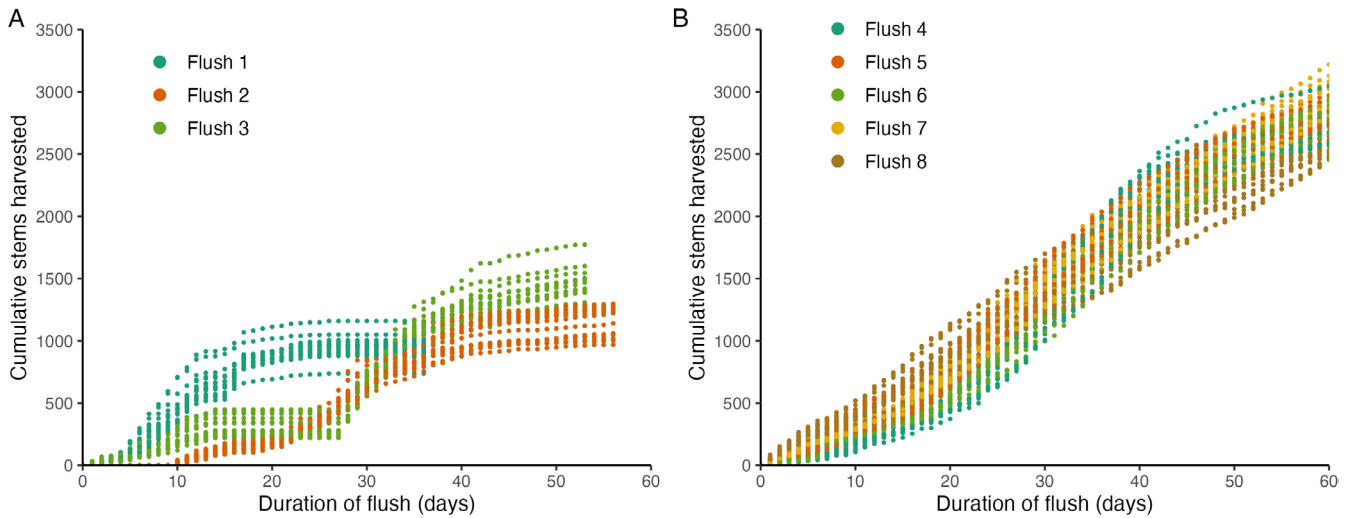 A
Cumulative stems harvested
3500
3000
2500
2000
1500
1000
500
0
Flush 1
Flush 2
Flush 3
0 10 20 30 40 50 60
Duration of flush (days)
B
Cumulative stems harvested
3500
3000
2500
2000
1500
1000
500
0
Flush 4
Flush 5
Flush 6
Flush 7
Flush 8
0 10 20 30 40 50 60
Duration of flush (days)